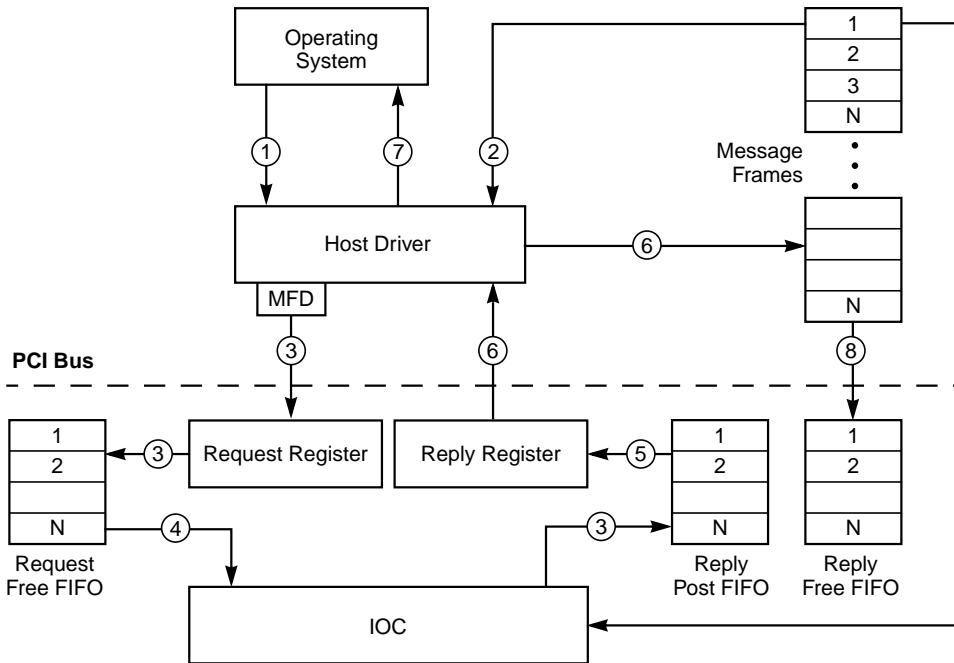 Operating
System
1
2
3
N
1
7
2
Message
Frames
Host Driver
6
MFD
N
3
6
8
PCI Bus
1
2
N
3
Request Register
Reply Register
5
1
2
N
1
2
N
4
3
Request
Free FIFO
Reply
Post FIFO
Reply
Free FIFO
IOC